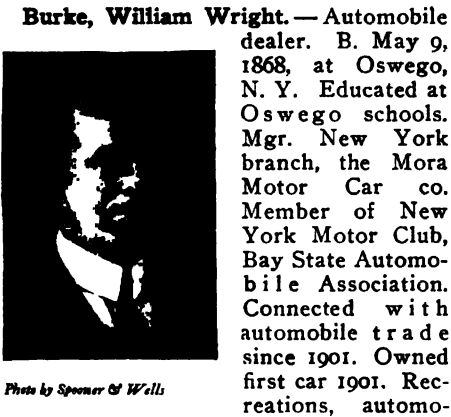 Burke, William Wright. — Automobile
dealer. B. May 9,
1868, at Oswego,
N. Y. Educated at
Oswego schools.
Mgr. New York
branch, the Mora
Motor Car co.
Member of New
York Motor Club,
Bay State Automo-
bile Association.
Connected with
automobile trade
since 1901. Owned
first car 1901. Rec-
reations, automo-
Photo by Spooner & Wells